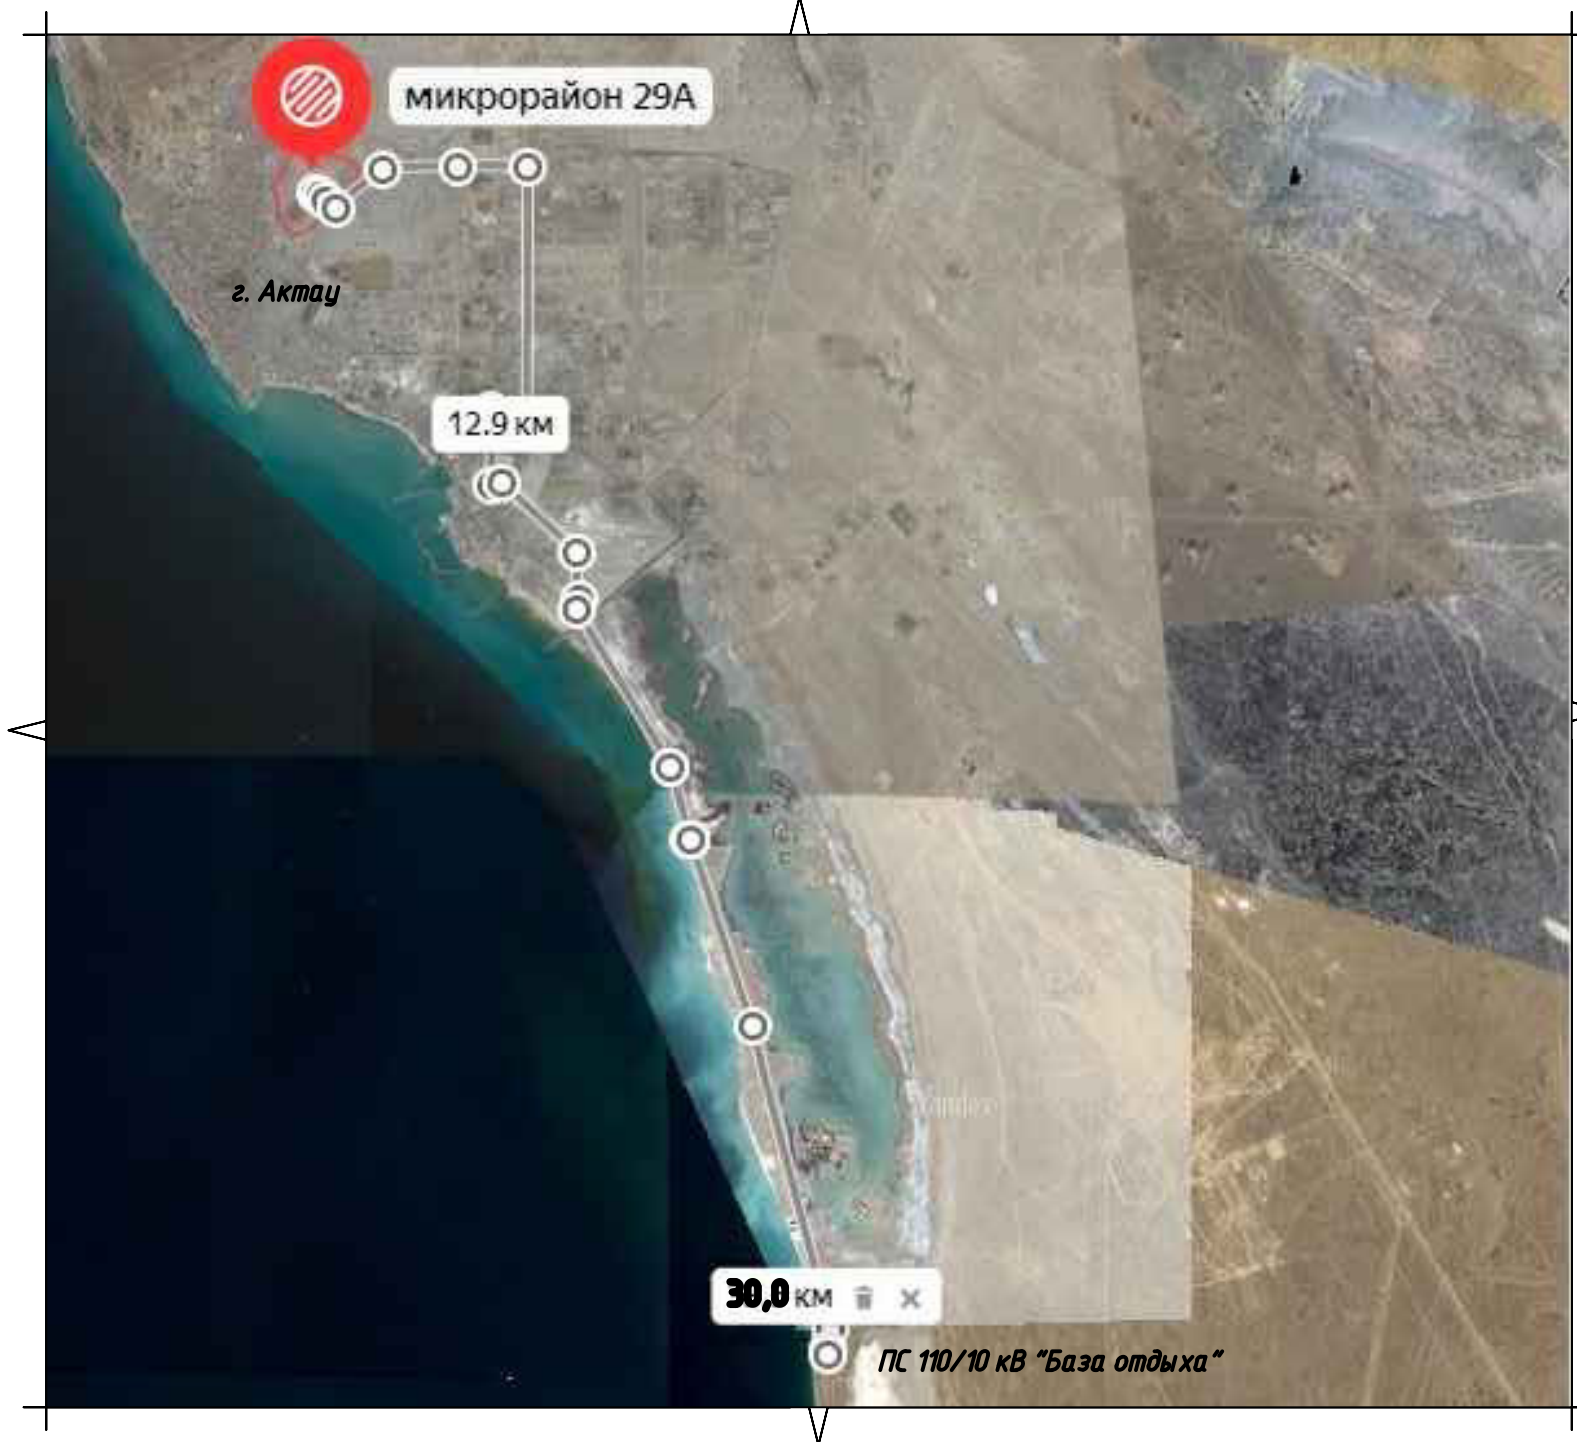 микрорайон 29А
г. Актау
12.9 км
30,0 км
ПС 110/10 кВ "База отдыха"